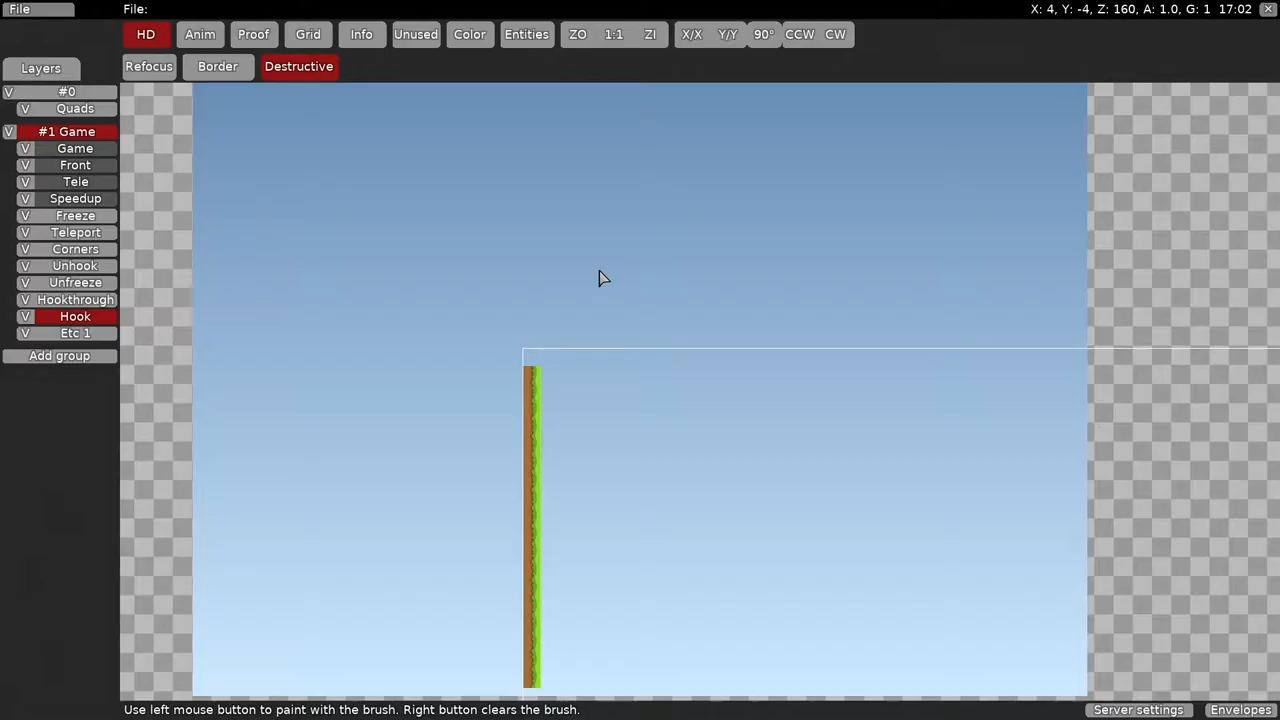 File File: X: 4, Y: -4, Z: 160, A: 1.0, G: 1 17:02
HD Anim Proof Grid Info Unused Color Entities ZO 1:1 ZI X/X Y/Y 90° CCW CW
Refocus Border Destructive
Layers
V #0
V Quads
V #1 Game
V Game
V Front
V Tele
V Speedup
V Freeze
V Teleport
V Corners
V Unhook
V Unfreeze
V Hookthrough
V Hook
V Etc 1
Add group
Use left mouse button to paint with the brush. Right button clears the brush. Server settings Envelopes